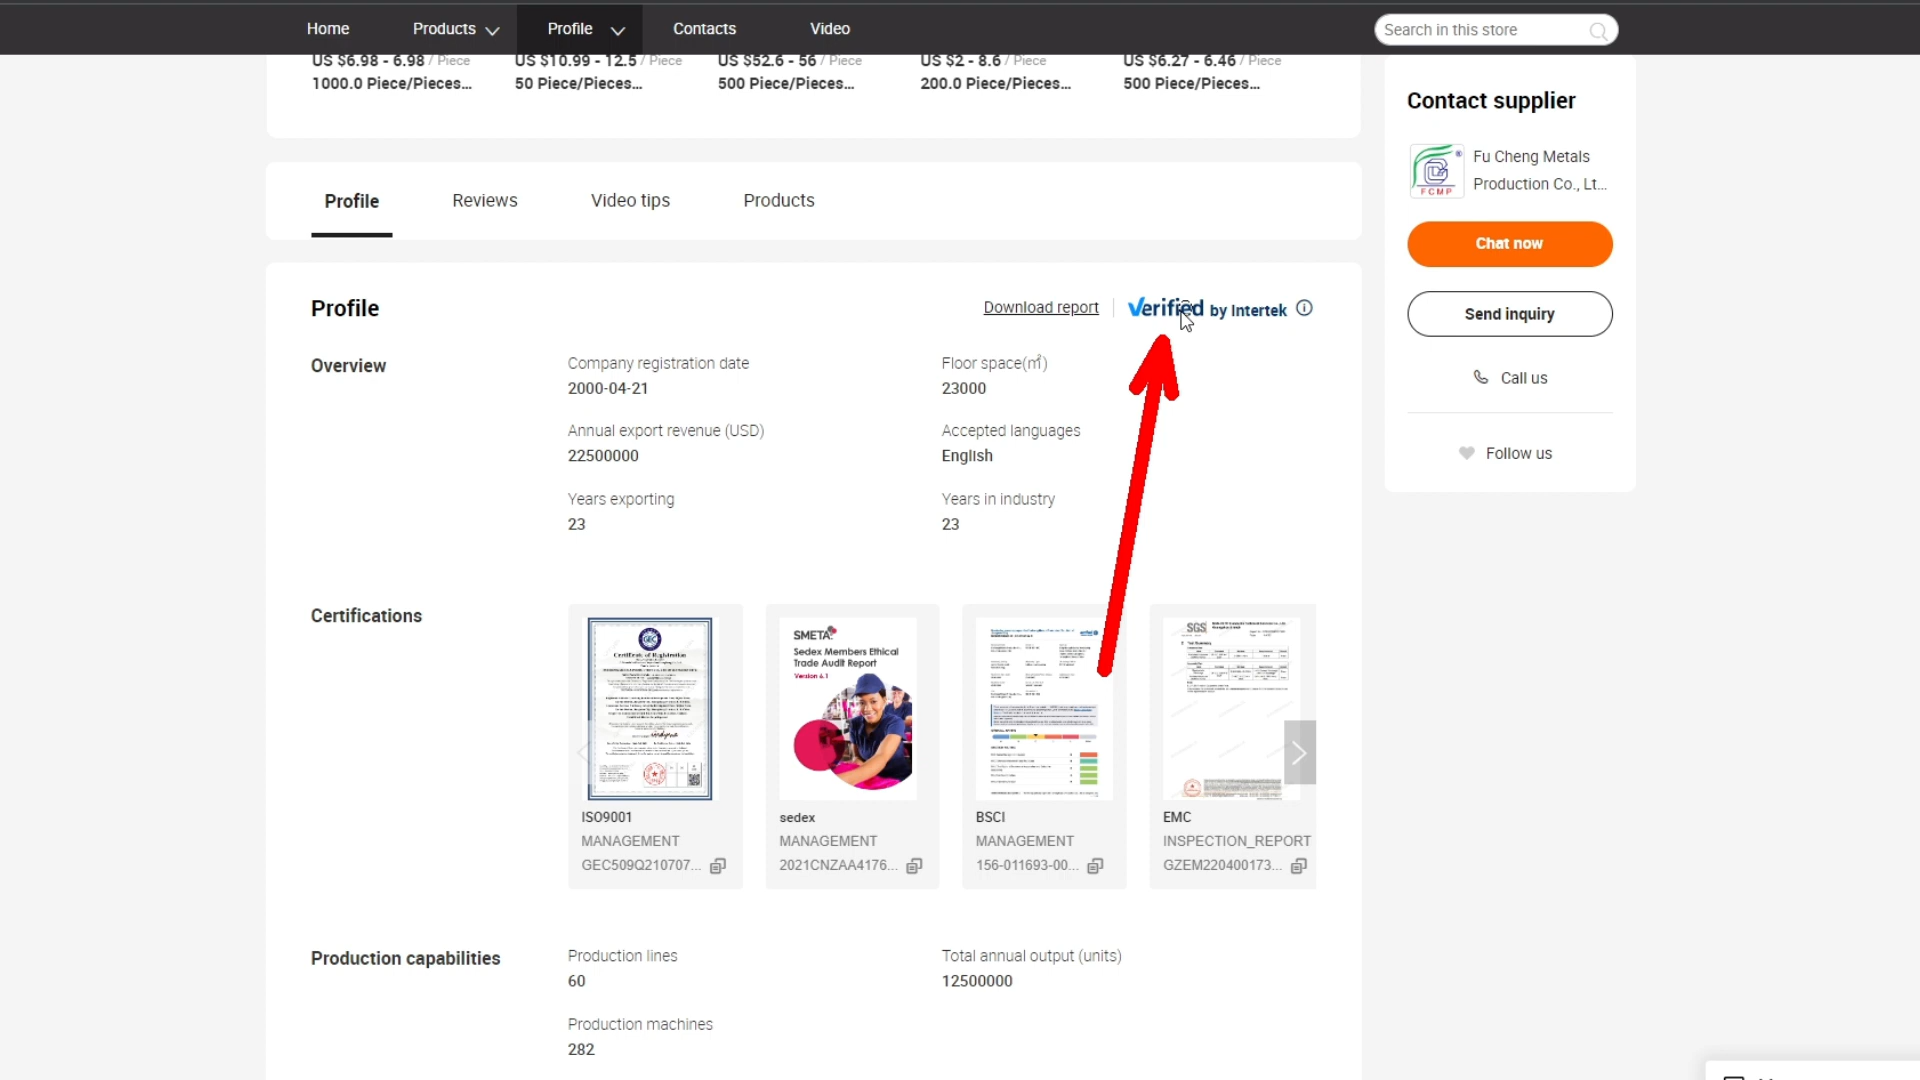 Home Products Profile Contacts Video Search in this store
US $6.98 - 6.98 / Piece US $10.99 - 12.5 / Piece US $52.6 - 56 / Piece US $2 - 8.6 / Piece US $6.27 - 6.46 / Piece
1000.0 Piece/Pieces... 50 Piece/Pieces... 500 Piece/Pieces... 200.0 Piece/Pieces... 500 Piece/Pieces...
Contact supplier
Fu Cheng Metals
Production Co., Lt...
FCMP
Chat now
Send inquiry
Call us
Follow us
Profile Reviews Video tips Products
Profile Download report Verified by Intertek
Overview
Company registration date Floor space(㎡)
2000-04-21 23000
Annual export revenue (USD) Accepted languages
22500000 English
Years exporting Years in industry
23 23
Certifications
Certificate of Registration
SMETA
Sedex Members Ethical
Trade Audit Report
Version 6.1
SGS
ISO9001 sedex BSCI EMC
MANAGEMENT MANAGEMENT MANAGEMENT INSPECTION_REPORT
GEC509Q210707... 2021CNZAA4176... 156-011693-00... GZEM220400173...
Production capabilities
Production lines Total annual output (units)
60 12500000
Production machines
282